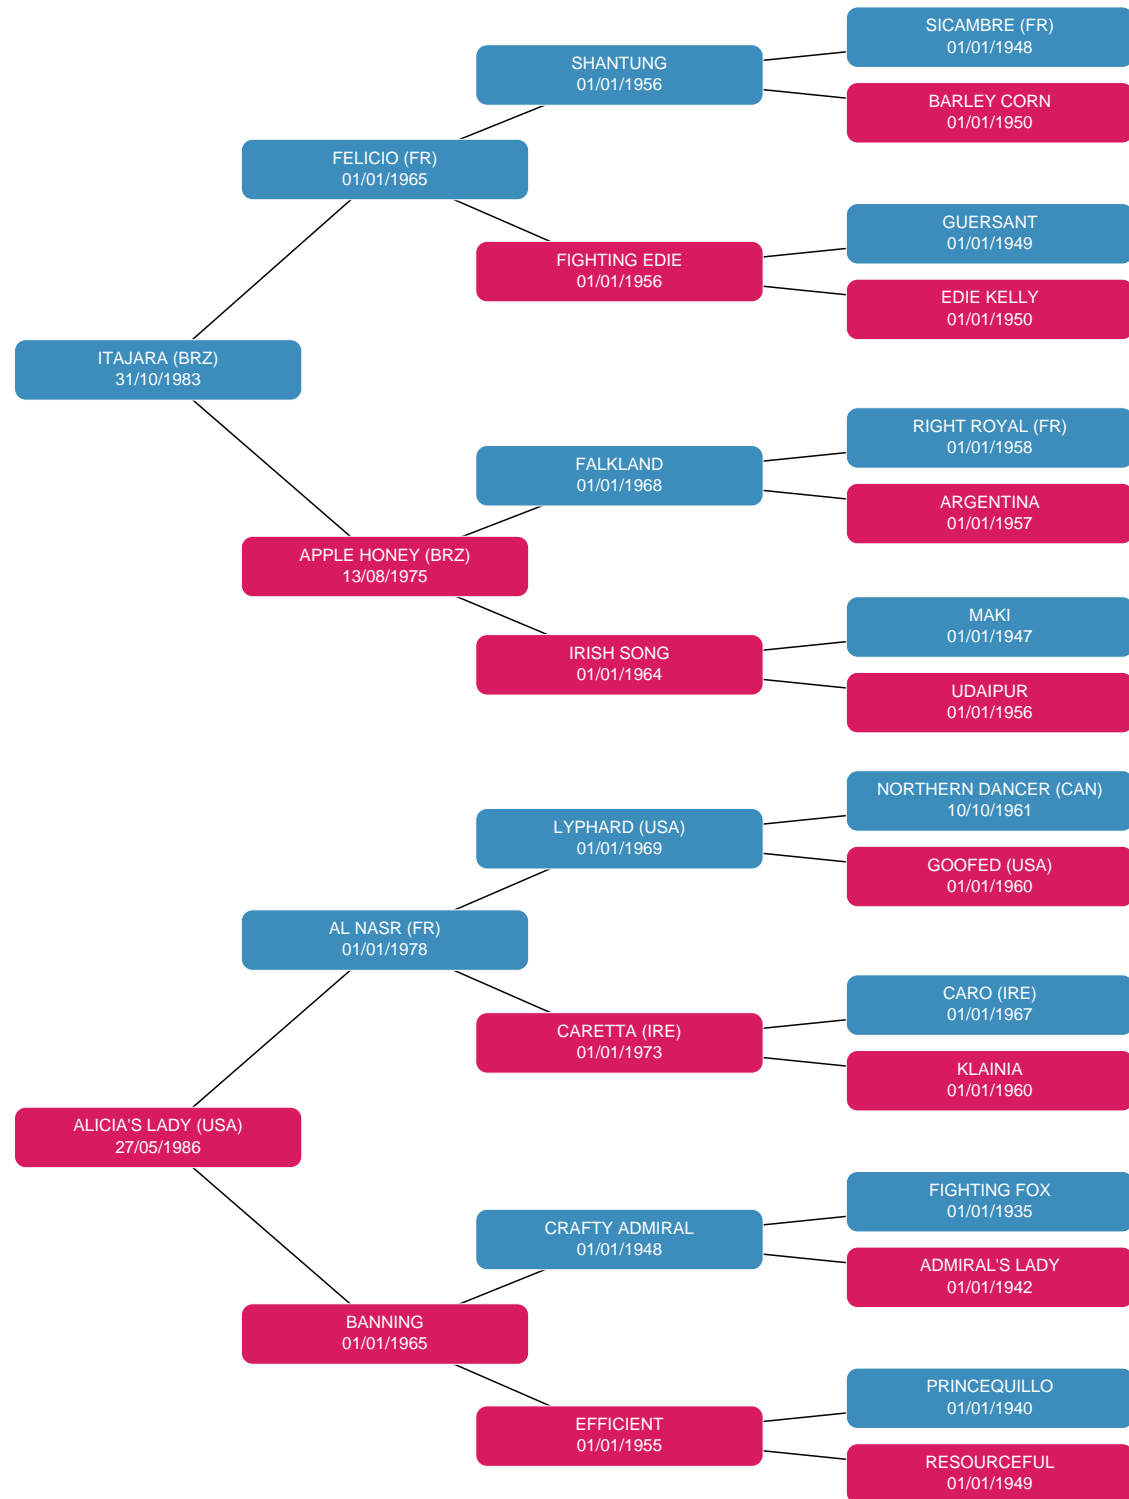 SICAMBRE (FR)
01/01/1948
SHANTUNG
01/01/1956
BARLEY CORN
01/01/1950
FELICIO (FR)
01/01/1965
GUERSANT
01/01/1949
FIGHTING EDIE
01/01/1956
EDIE KELLY
01/01/1950
ITAJARA (BRZ)
31/10/1983
RIGHT ROYAL (FR)
01/01/1958
FALKLAND
01/01/1968
ARGENTINA
01/01/1957
APPLE HONEY (BRZ)
13/08/1975
MAKI
01/01/1947
IRISH SONG
01/01/1964
UDAIPUR
01/01/1956
NORTHERN DANCER (CAN)
10/10/1961
LYPHARD (USA)
01/01/1969
GOOFED (USA)
01/01/1960
AL NASR (FR)
01/01/1978
CARO (IRE)
01/01/1967
CARETTA (IRE)
01/01/1973
KLAINIA
01/01/1960
ALICIA'S LADY (USA)
27/05/1986
FIGHTING FOX
01/01/1935
CRAFTY ADMIRAL
01/01/1948
ADMIRAL'S LADY
01/01/1942
BANNING
01/01/1965
PRINCEQUILLO
01/01/1940
EFFICIENT
01/01/1955
RESOURCEFUL
01/01/1949